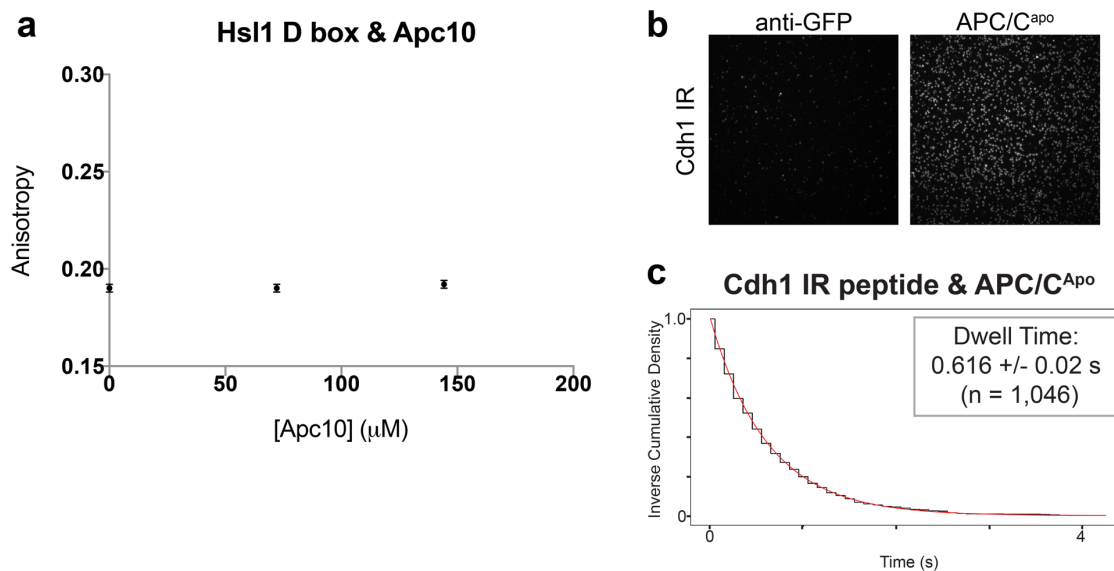 a
Hsl1 D box & Apc10
0.30
0.25
0.20
0.15
Anisotropy
0
50
100
150
200
[Apc10] (μM)
b
anti-GFP
APC/Capo
Cdh1 IR
c
Cdh1 IR peptide & APC/CApo
1.0
0
Inverse Cumulative Density
Dwell Time:
0.616 +/- 0.02 s
(n = 1,046)
0
4
Time (s)